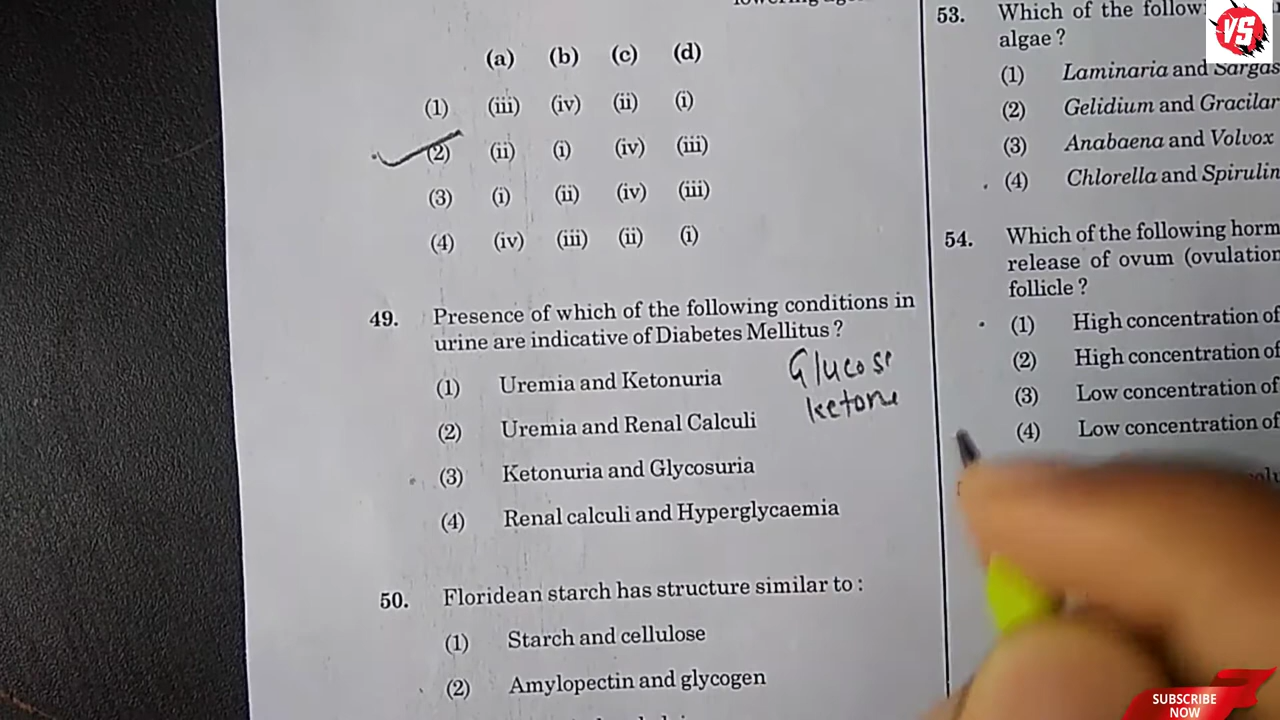 (a) (b) (c) (d)
(1) (iii) (iv) (ii) (i)
(2) (ii) (i) (iv) (iii)
(3) (i) (ii) (iv) (iii)
(4) (iv) (iii) (ii) (i)
49. Presence of which of the following conditions in
urine are indicative of Diabetes Mellitus ?
(1) Uremia and Ketonuria
(2) Uremia and Renal Calculi
(3) Ketonuria and Glycosuria
(4) Renal calculi and Hyperglycaemia
Glucose
ketone
50. Floridean starch has structure similar to :
(1) Starch and cellulose
(2) Amylopectin and glycogen
53. Which of the follow
algae ?
(1) Laminaria and Sargas
(2) Gelidium and Gracilar
(3) Anabaena and Volvox
(4) Chlorella and Spirulin
54. Which of the following horm
release of ovum (ovulation
follicle ?
(1) High concentration of
(2) High concentration of
(3) Low concentration of
(4) Low concentration of
VS
SUBSCRIBE
NOW